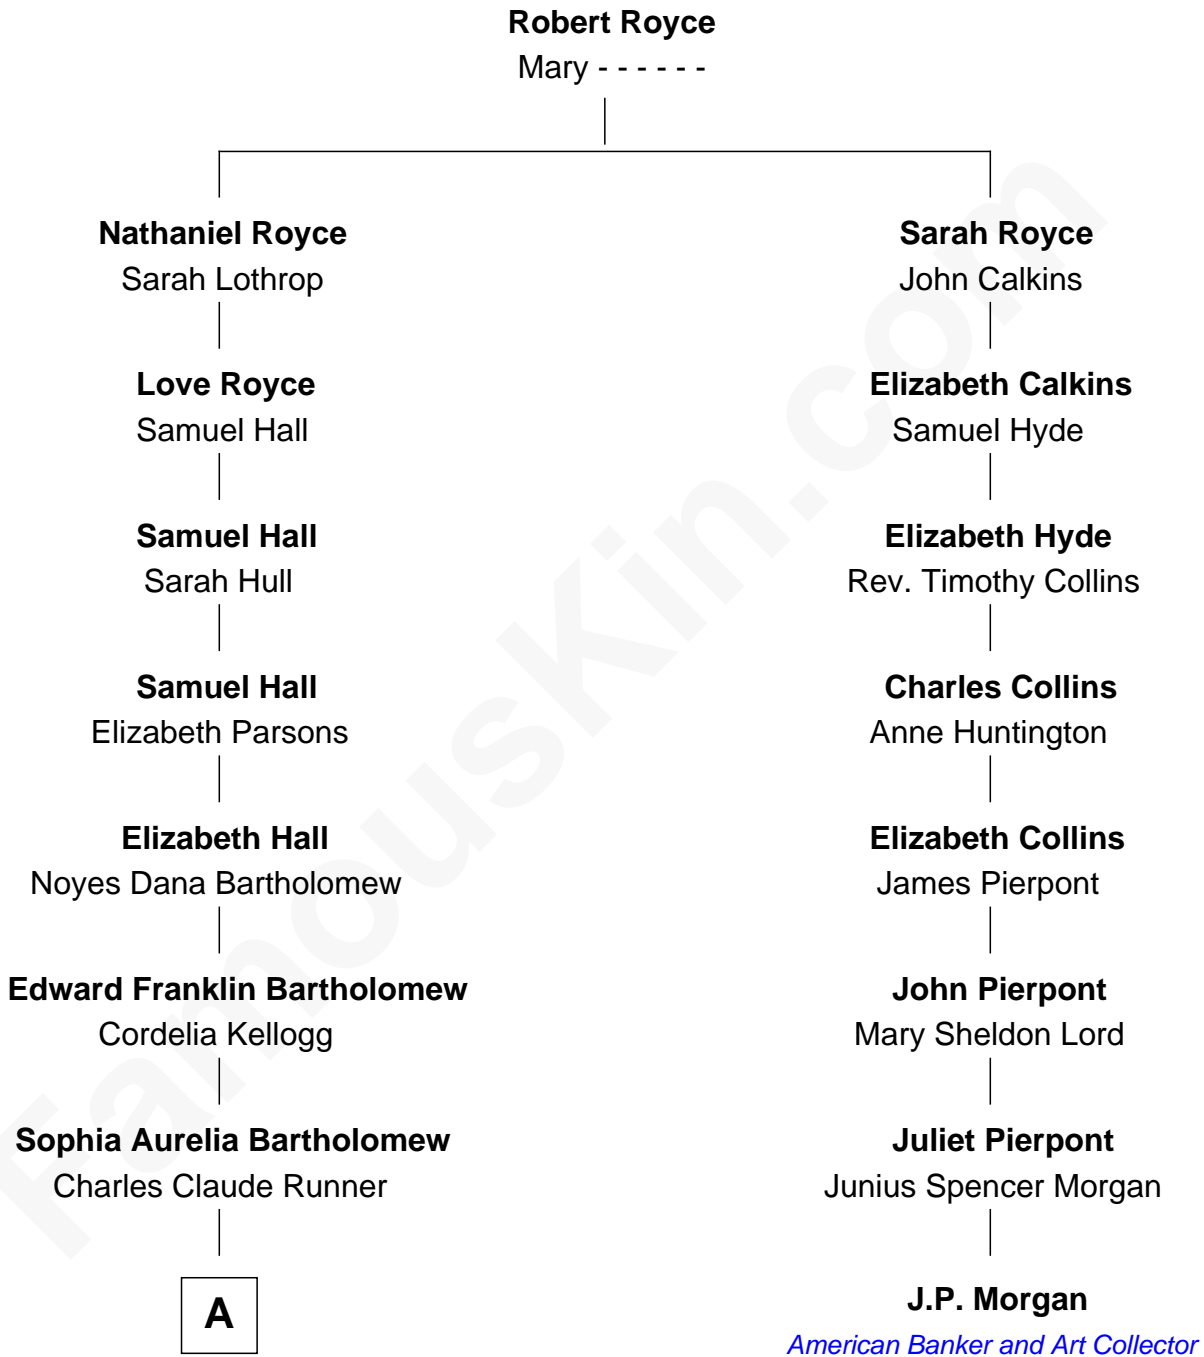 Robert Royce
Mary - - - - - -
Nathaniel Royce
Sarah Lothrop
Sarah Royce
John Calkins
Love Royce
Samuel Hall
Elizabeth Calkins
Samuel Hyde
Samuel Hall
Sarah Hull
Elizabeth Hyde
Rev. Timothy Collins
Samuel Hall
Elizabeth Parsons
Charles Collins
Anne Huntington
Elizabeth Hall
Noyes Dana Bartholomew
Elizabeth Collins
James Pierpont
Edward Franklin Bartholomew
Cordelia Kellogg
John Pierpont
Mary Sheldon Lord
Sophia Aurelia Bartholomew
Charles Claude Runner
Juliet Pierpont
Junius Spencer Morgan
A
J.P. Morgan
American Banker and Art Collector
FamousKin.com